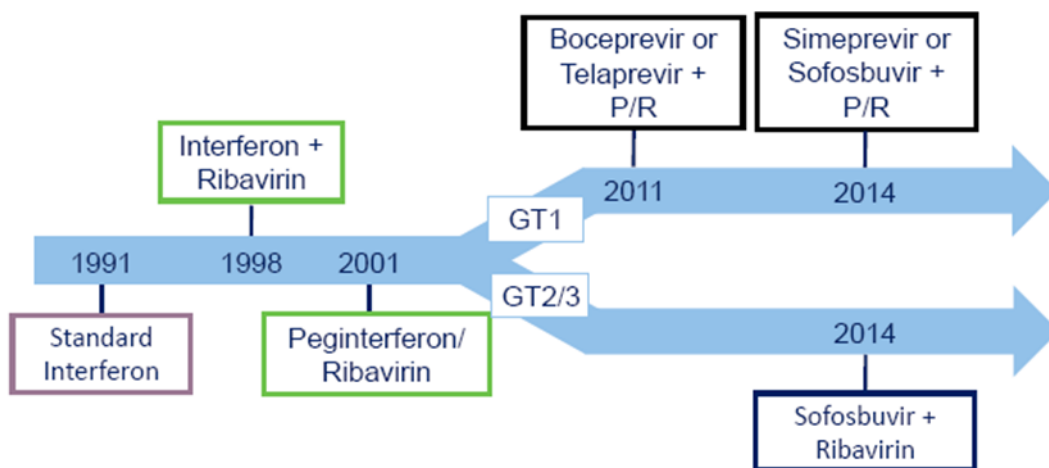 Boceprevir or
Telaprevir +
P/R
Simeprevir or
Sofosbuvir +
P/R
Interferon +
Ribavirin
2011
2014
GT1
1991
1998
2001
GT2/3
Standard
Interferon
Peginterferon/
Ribavirin
2014
Sofosbuvir +
Ribavirin